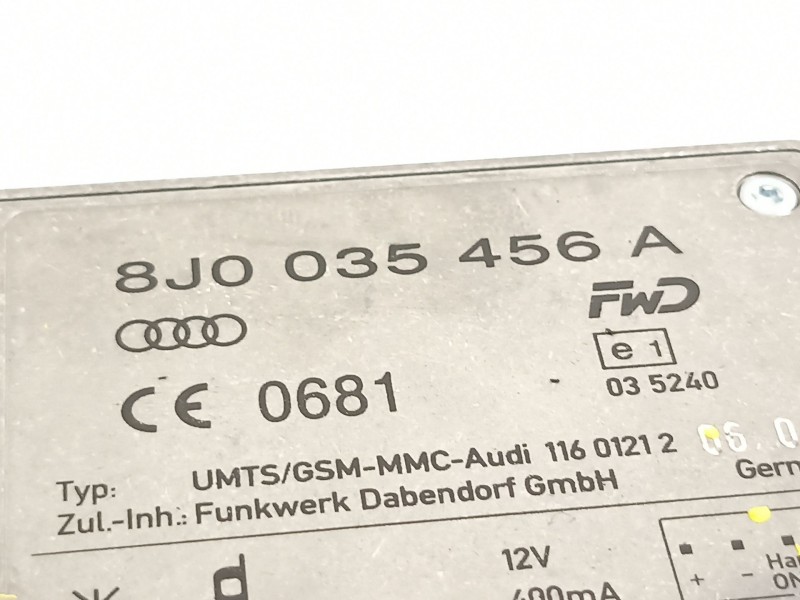 8J0 035 456 A
FWD
e 1
03 5240
CE 0681
Typ: UMTS/GSM-MMC-Audi 116 0121 2
Zul.-Inh.: Funkwerk Dabendorf GmbH
12V
400mA
+ -